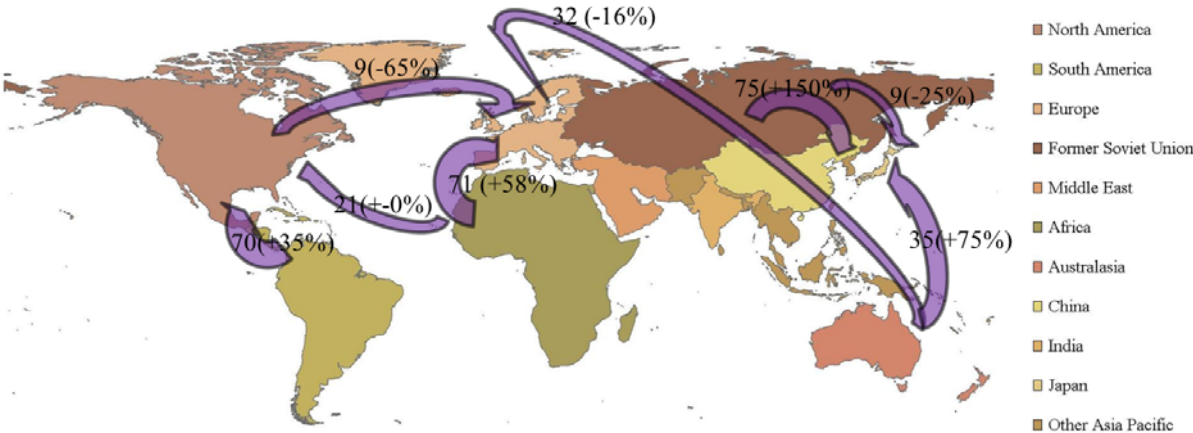 32 (-16%)
9(-65%)
75(+150%)
9(-25%)
71 (+58%)
21(+-0%)
70(+35%)
35(+75%)
North America
South America
Europe
Former Soviet Union
Middle East
Africa
Australasia
China
India
Japan
Other Asia Pacific